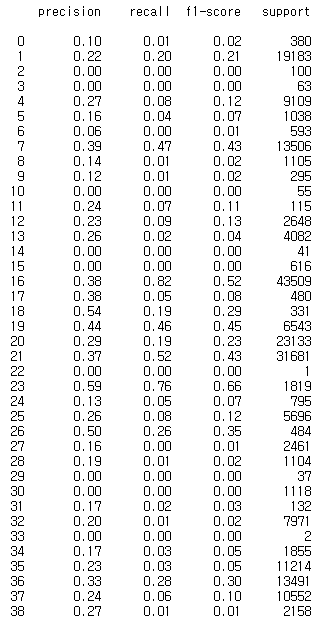 precision recall f1-score support
0 0.10 0.01 0.02 380
1 0.22 0.20 0.21 19183
2 0.00 0.00 0.00 100
3 0.00 0.00 0.00 63
4 0.27 0.08 0.12 9109
5 0.16 0.04 0.07 1038
6 0.06 0.00 0.01 593
7 0.39 0.47 0.43 13506
8 0.14 0.01 0.02 1105
9 0.12 0.01 0.02 295
10 0.00 0.00 0.00 55
11 0.24 0.07 0.11 115
12 0.23 0.09 0.13 2648
13 0.26 0.02 0.04 4082
14 0.00 0.00 0.00 41
15 0.00 0.00 0.00 616
16 0.38 0.82 0.52 43509
17 0.38 0.05 0.08 480
18 0.54 0.19 0.29 331
19 0.44 0.46 0.45 6543
20 0.29 0.19 0.23 23133
21 0.37 0.52 0.43 31681
22 0.00 0.00 0.00 1
23 0.59 0.76 0.66 1819
24 0.13 0.05 0.07 795
25 0.26 0.08 0.12 5696
26 0.50 0.26 0.35 484
27 0.16 0.00 0.01 2461
28 0.19 0.01 0.02 1104
29 0.00 0.00 0.00 37
30 0.00 0.00 0.00 1118
31 0.17 0.02 0.03 132
32 0.20 0.01 0.02 7971
33 0.00 0.00 0.00 2
34 0.17 0.03 0.05 1855
35 0.23 0.03 0.05 11214
36 0.33 0.28 0.30 13491
37 0.24 0.06 0.10 10552
38 0.27 0.01 0.01 2158